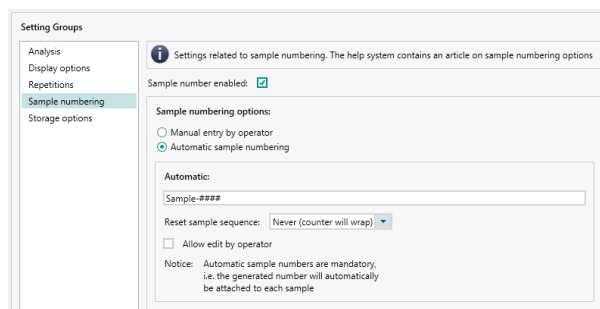 Setting Groups
Analysis
Display options
Repetitions
Sample numbering
Storage options
Settings related to sample numbering. The help system contains an article on sample numbering options
Sample number enabled:
Sample numbering options:
Manual entry by operator
Automatic sample numbering
Automatic:
Sample-####
Reset sample sequence: Never (counter will wrap)
Allow edit by operator
Notice: Automatic sample numbers are mandatory,
i.e. the generated number will automatically
be attached to each sample